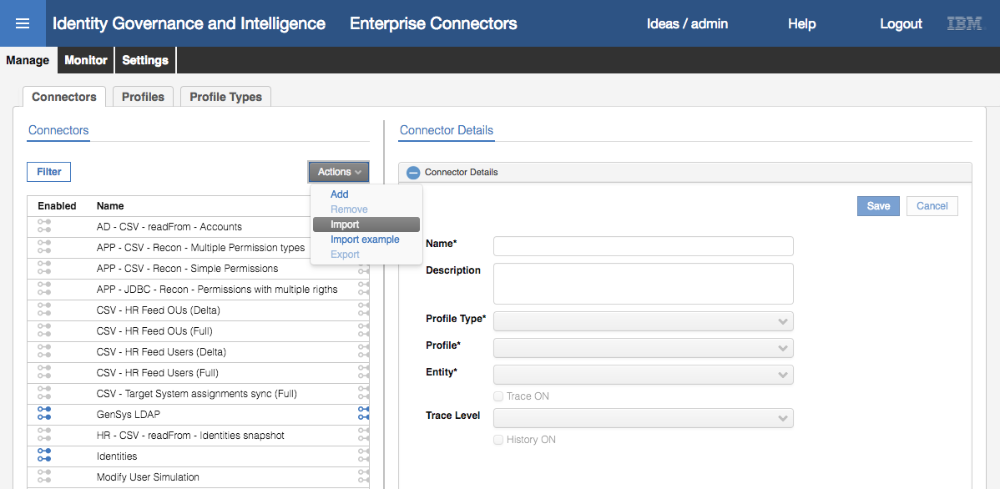 Identity Governance and Intelligence Enterprise Connectors Ideas / admin Help Logout IBM
Manage Monitor Settings
Connectors Profiles Profile Types
Connectors
Filter
Actions
Add
Remove
Import
Import example
Export
Enabled Name
AD - CSV - readFrom - Accounts
APP - CSV - Recon - Multiple Permission types
APP - CSV - Recon - Simple Permissions
APP - JDBC - Recon - Permissions with multiple rigths
CSV - HR Feed OUs (Delta)
CSV - HR Feed OUs (Full)
CSV - HR Feed Users (Delta)
CSV - HR Feed Users (Full)
CSV - Target System assignments sync (Full)
GenSys LDAP
HR - CSV - readFrom - Identities snapshot
Identities
Modify User Simulation
Connector Details
Connector Details
Save Cancel
Name*
Description
Profile Type*
Profile*
Entity*
Trace ON
Trace Level
History ON